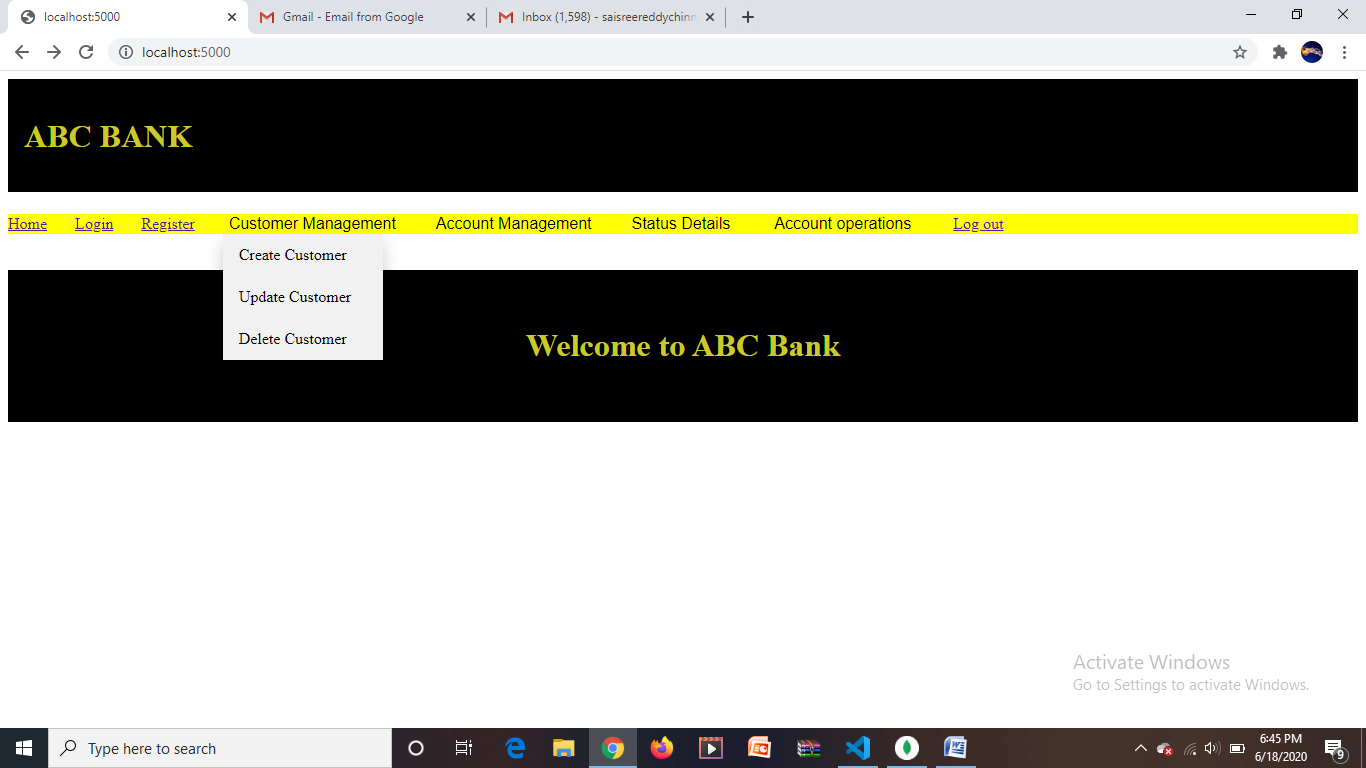 localhost:5000 Gmail - Email from Google Inbox (1,598) - saisreereddychinn
localhost:5000
ABC BANK
Home Login Register Customer Management Account Management Status Details Account operations Log out
Create Customer
Update Customer
Delete Customer
Welcome to ABC Bank
Activate Windows
Go to Settings to activate Windows.
Type here to search
6:45 PM
6/18/2020
9